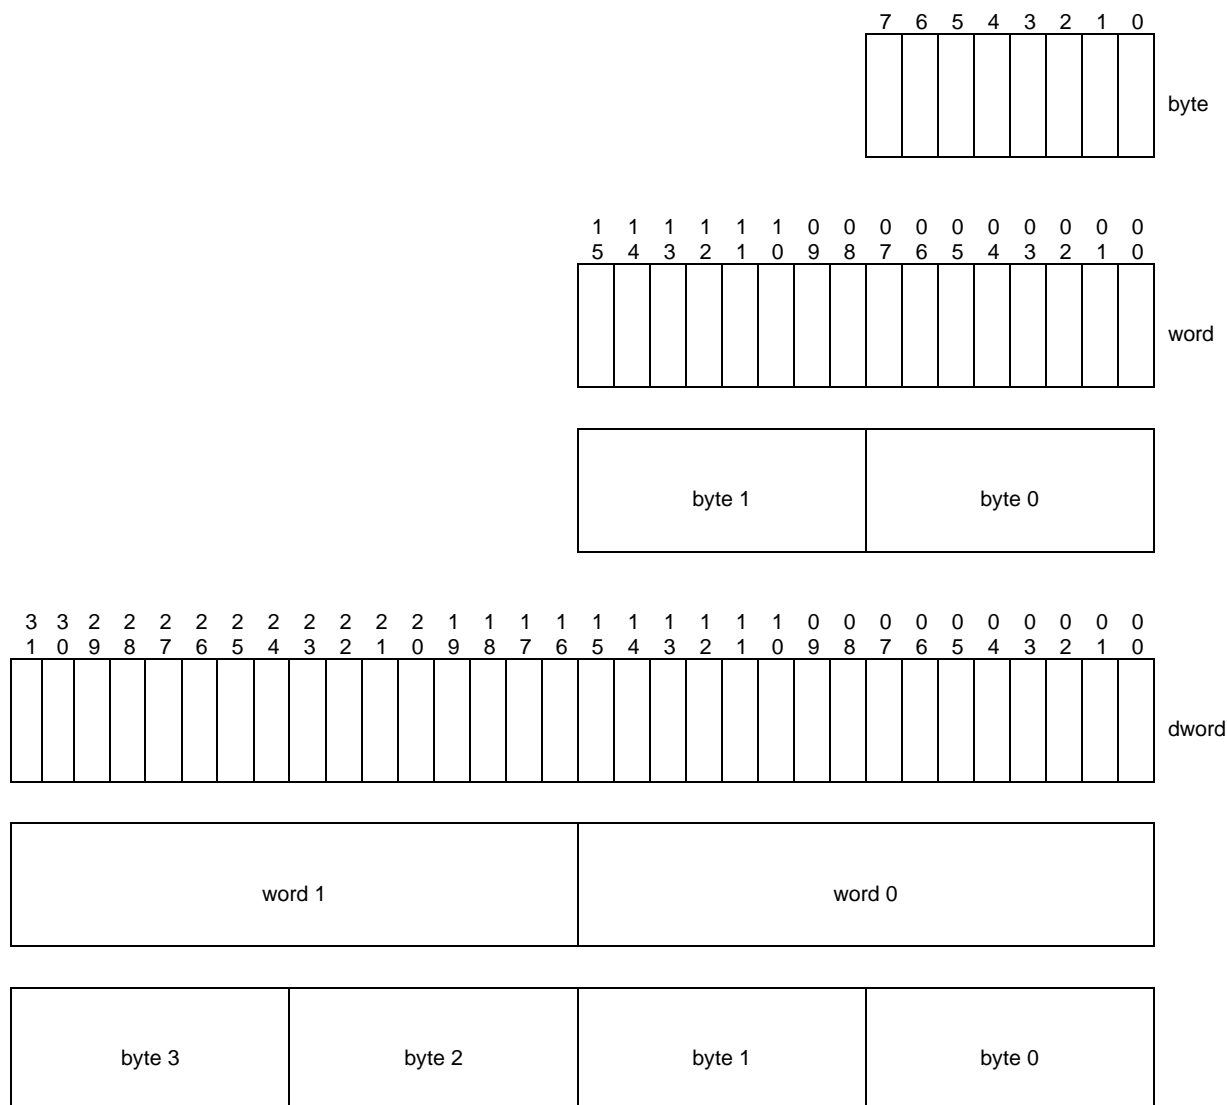 7 6 5 4 3 2 1 0
byte
1 1 1 1 1 1 0 0 0 0 0 0 0 0 0 0
5 4 3 2 1 0 9 8 7 6 5 4 3 2 1 0
word
byte 1 byte 0
3 3 2 2 2 2 2 2 2 2 2 2 1 1 1 1 1 1 1 1 1 1 0 0 0 0 0 0 0 0 0 0
1 0 9 8 7 6 5 4 3 2 1 0 9 8 7 6 5 4 3 2 1 0 9 8 7 6 5 4 3 2 1 0
dword
word 1 word 0
byte 3 byte 2 byte 1 byte 0